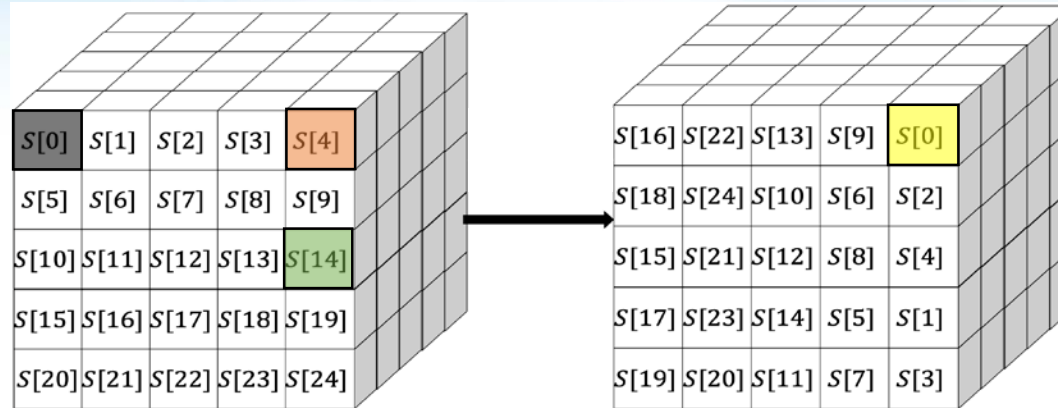 S[0] S[1] S[2] S[3] S[4]
S[5] S[6] S[7] S[8] S[9]
S[10] S[11] S[12] S[13] S[14]
S[15] S[16] S[17] S[18] S[19]
S[20] S[21] S[22] S[23] S[24]
S[16] S[22] S[13] S[9] S[0]
S[18] S[24] S[10] S[6] S[2]
S[15] S[21] S[12] S[8] S[4]
S[17] S[23] S[14] S[5] S[1]
S[19] S[20] S[11] S[7] S[3]